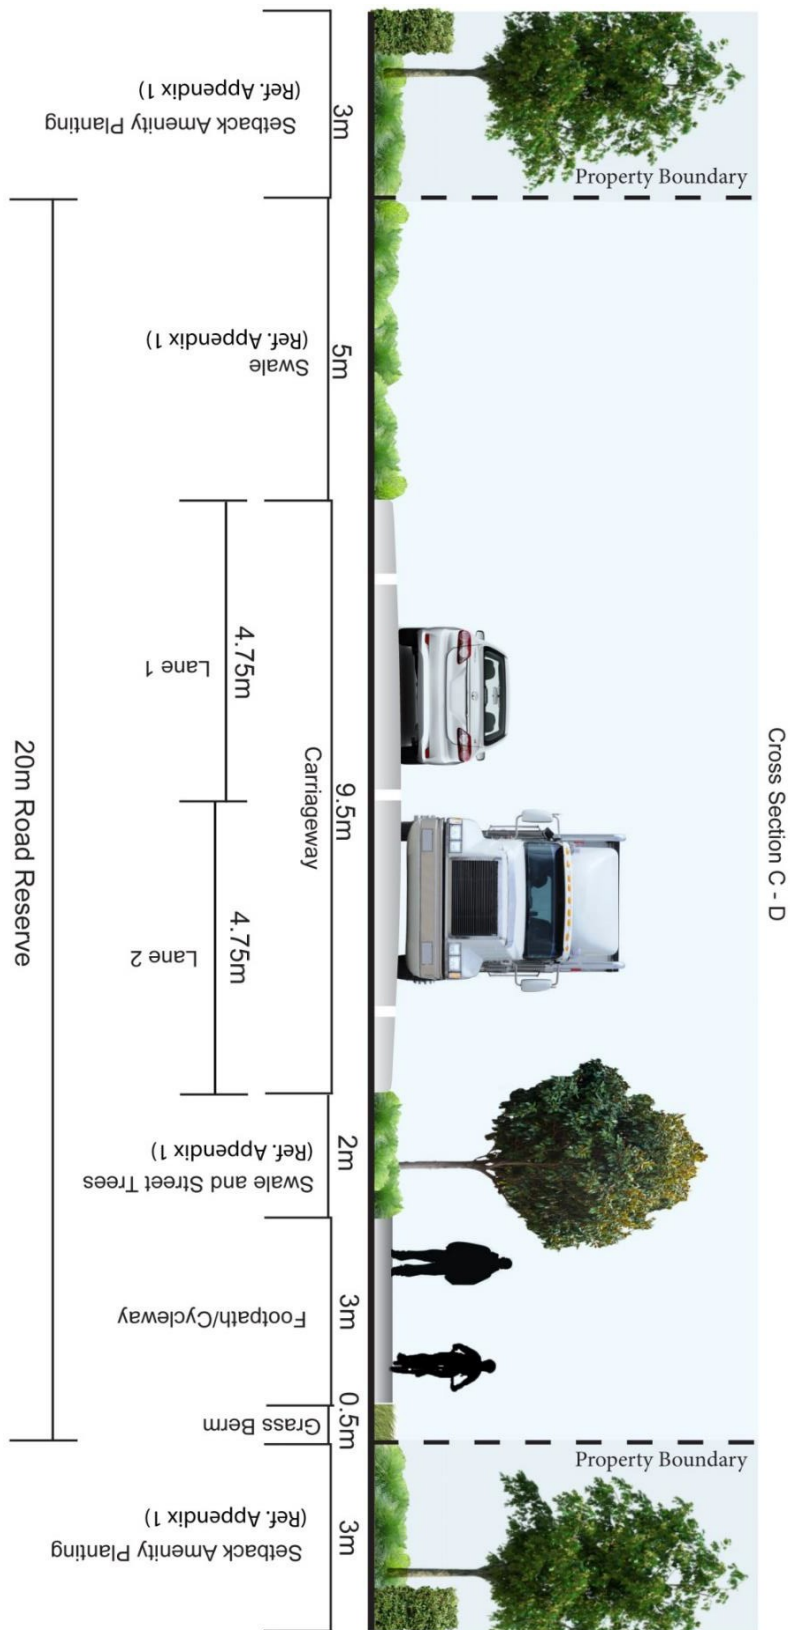 Cross Section C - D
Property Boundary
Property Boundary
3m
Setback Amenity Planting
(Ref. Appendix 1)
5m
Swale
(Ref. Appendix 1)
9.5m
Carriageway
4.75m
Lane 1
4.75m
Lane 2
2m
Swale and Street Trees
(Ref. Appendix 1)
3m
Footpath/Cycleway
0.5m
Grass Berm
3m
Setback Amenity Planting
(Ref. Appendix 1)
20m Road Reserve